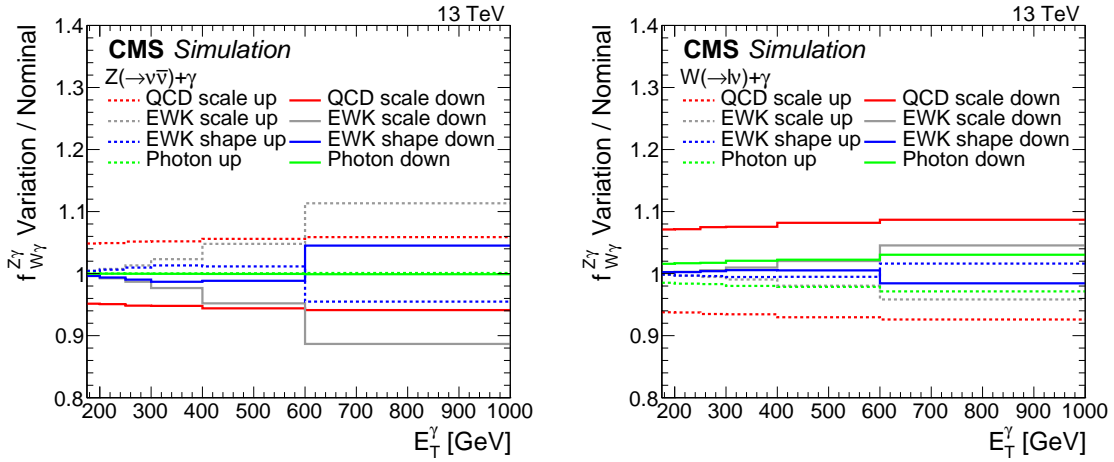 13 TeV
CMS Simulation
Z(→νν̅)+γ
QCD scale up QCD scale down
EWK scale up EWK scale down
EWK shape up EWK shape down
Photon up Photon down
f^{Zγ}_{Wγ} Variation / Nominal
1.4
1.3
1.2
1.1
1
0.9
0.8
200 300 400 500 600 700 800 900 1000
E_T^γ [GeV]
13 TeV
CMS Simulation
W(→lν)+γ
QCD scale up QCD scale down
EWK scale up EWK scale down
EWK shape up EWK shape down
Photon up Photon down
f^{Zγ}_{Wγ} Variation / Nominal
1.4
1.3
1.2
1.1
1
0.9
0.8
200 300 400 500 600 700 800 900 1000
E_T^γ [GeV]